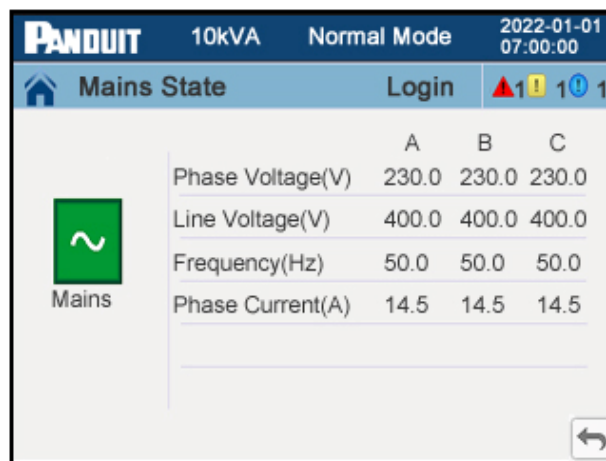 PANDUIT 10kVA Normal Mode 2022-01-01
07:00:00
Mains State Login 1 1 1
A B C
Phase Voltage(V) 230.0 230.0 230.0
Line Voltage(V) 400.0 400.0 400.0
Frequency(Hz) 50.0 50.0 50.0
Mains
Phase Current(A) 14.5 14.5 14.5